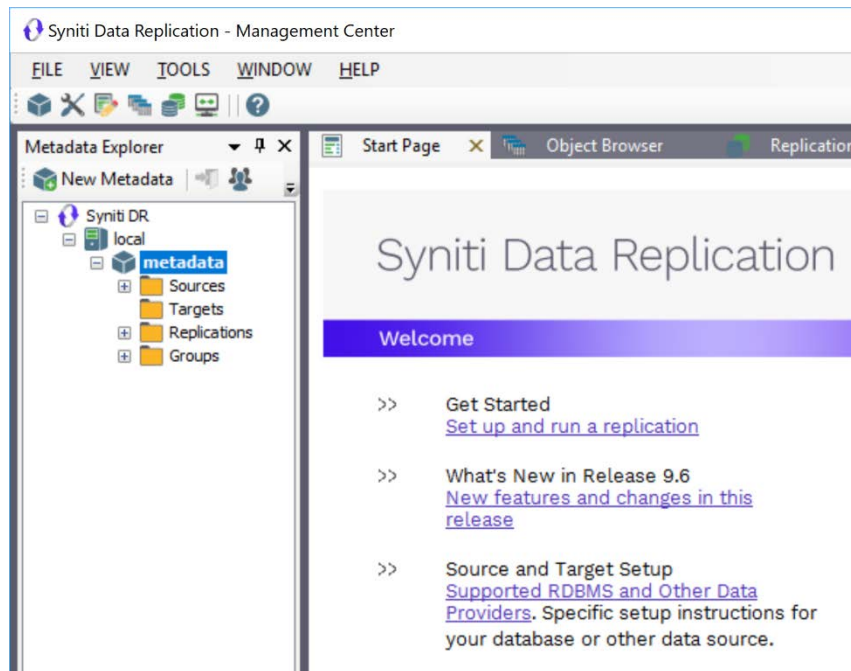 Syniti Data Replication - Management Center
FILE VIEW TOOLS WINDOW HELP
Metadata Explorer
Start Page
Object Browser
Replication
New Metadata
Syniti DR
local
metadata
Sources
Targets
Replications
Groups
Syniti Data Replication
Welcome
>> Get Started
Set up and run a replication
>> What's New in Release 9.6
New features and changes in this
release
>> Source and Target Setup
Supported RDBMS and Other Data
Providers. Specific setup instructions for
your database or other data source.